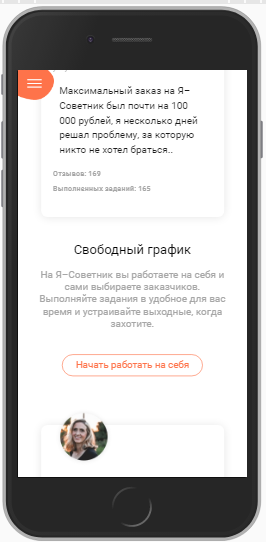 Максимальный заказ на Я–
Советник был почти на 100
000 рублей, я несколько дней
решал проблему, за которую
никто не хотел браться..
Отзывов: 169
Выполненных заданий: 165
Свободный график
На Я–Советник вы работаете на себя и
сами выбираете заказчиков.
Выполняйте задания в удобное для вас
время и устраивайте выходные, когда
захотите.
Начать работать на себя